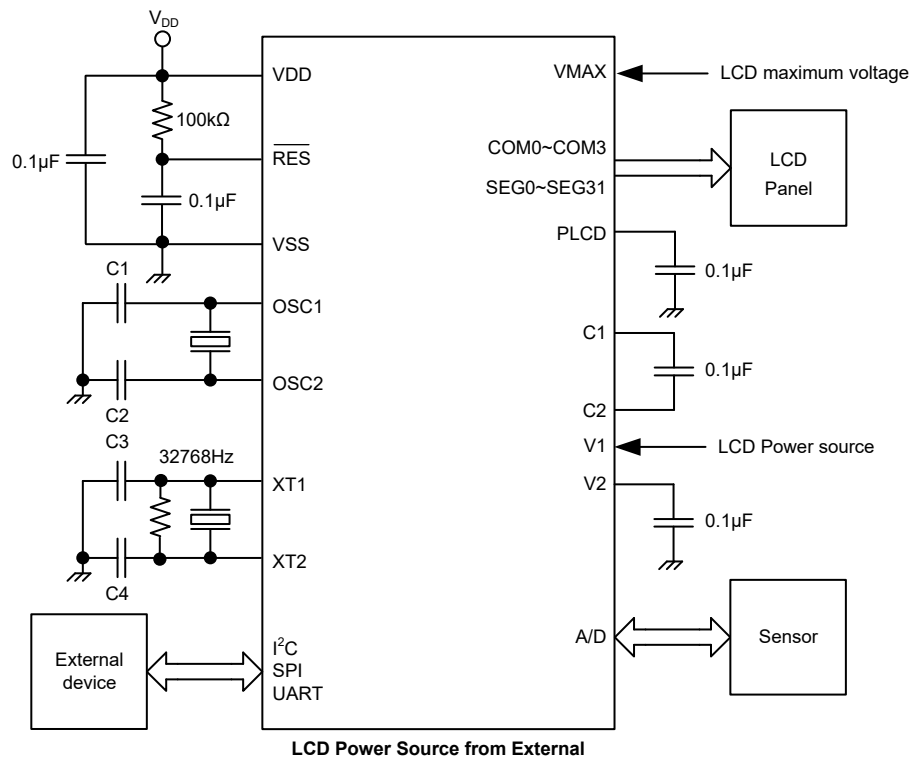 VDD
VDD
100kΩ
0.1µF
RES
0.1µF
VSS
C1
OSC1
OSC2
C2
C3
32768Hz
XT1
XT2
C4
External
device
I²C
SPI
UART
VMAX
LCD maximum voltage
COM0~COM3
SEG0~SEG31
LCD
Panel
PLCD
0.1µF
C1
0.1µF
C2
V1
LCD Power source
V2
0.1µF
A/D
Sensor
LCD Power Source from External